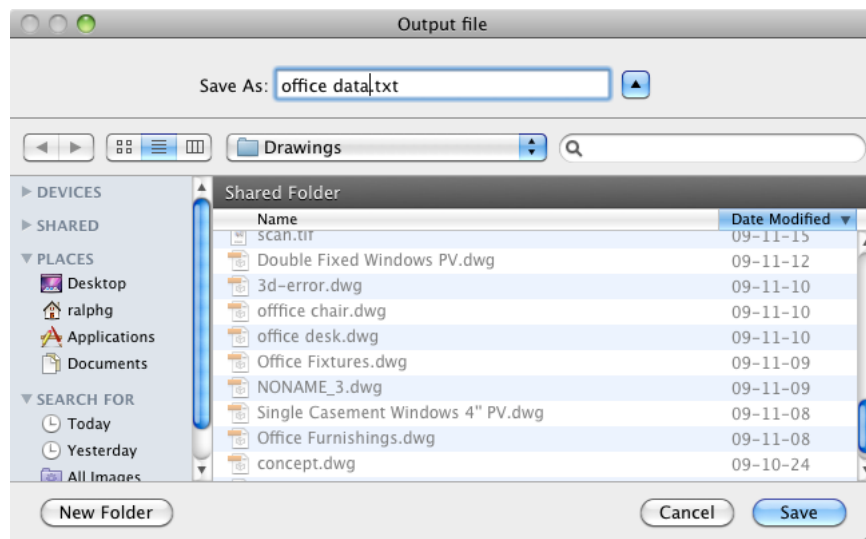 Output file
Save As: office data.txt
Drawings
DEVICES
SHARED
PLACES
Desktop
ralphg
Applications
Documents
SEARCH FOR
Today
Yesterday
All Images
Shared Folder
Name Date Modified
scan.tif 09-11-15
Double Fixed Windows PV.dwg 09-11-12
3d-error.dwg 09-11-10
offfice chair.dwg 09-11-10
office desk.dwg 09-11-10
Office Fixtures.dwg 09-11-09
NONAME_3.dwg 09-11-09
Single Casement Windows 4" PV.dwg 09-11-08
Office Furnishings.dwg 09-11-08
concept.dwg 09-10-24
New Folder Cancel Save